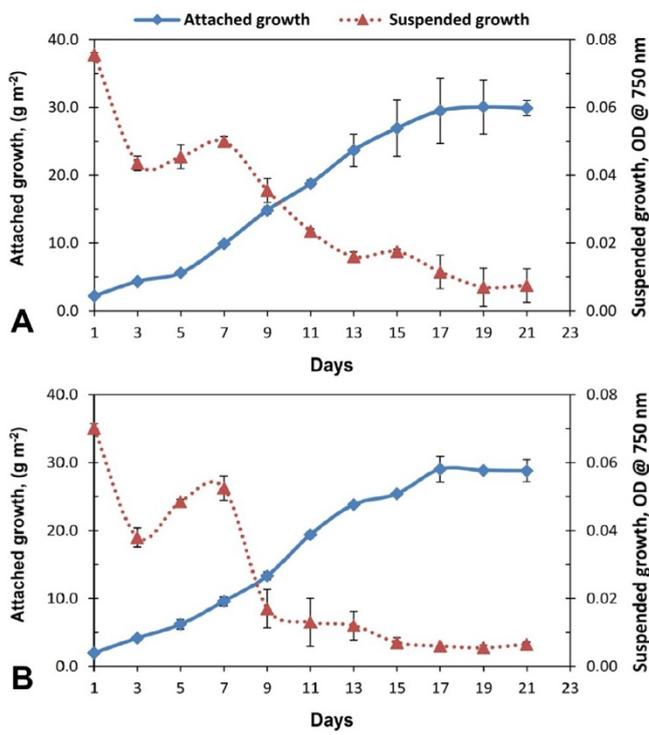 Attached growth Suspended growth
40.0 0.08
30.0 0.06
20.0 0.04
10.0 0.02
0.0 0.00
Attached growth, (g m⁻²)
Suspended growth, OD @ 750 nm
A
1 3 5 7 9 11 13 15 17 19 21 23
Days
40.0 0.08
30.0 0.06
20.0 0.04
10.0 0.02
0.0 0.00
Attached growth, (g m⁻²)
Suspended growth, OD @ 750 nm
B
1 3 5 7 9 11 13 15 17 19 21 23
Days